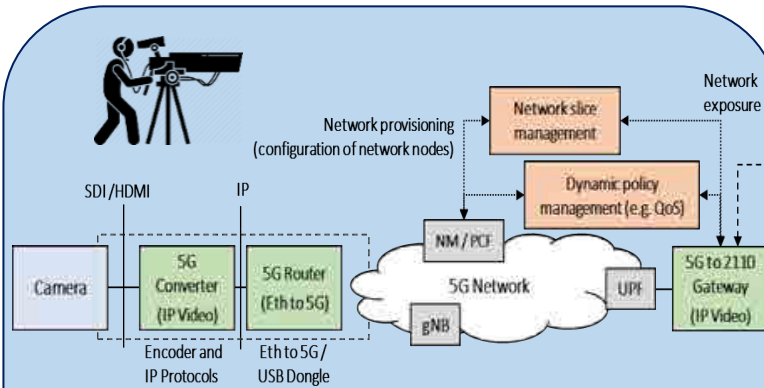 Network
exposure
Network slice
management
Network provisioning
(configuration of network nodes)
Dynamic policy
management (e.g. QoS)
SDI/HDMI
IP
NM / PCF
Camera
5G
Converter
(IP Video)
5G Router
(Eth to 5G)
5G Network
gNB
UPF
5G to 2110
Gateway
(IP Video)
Encoder and
IP Protocols
Eth to 5G /
USB Dongle